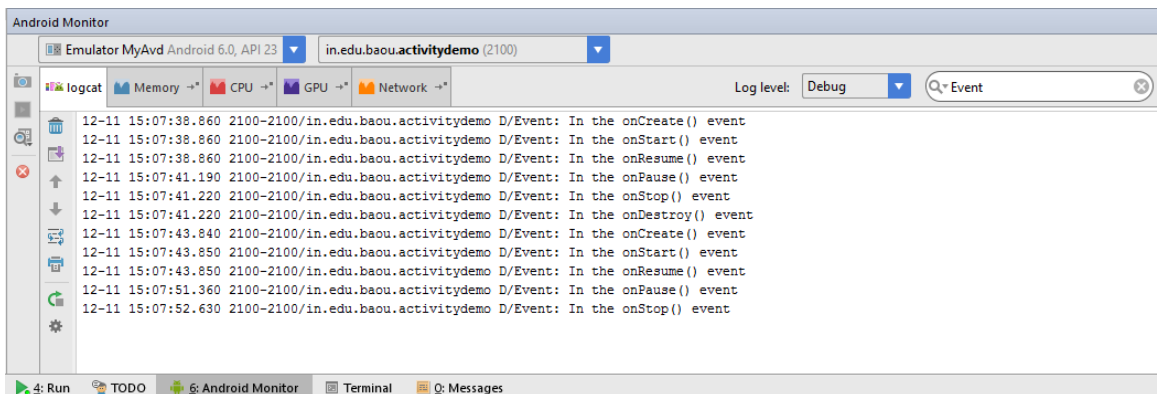 Android Monitor
Emulator MyAvd Android 6.0, API 23 in.edu.baou.activitydemo (2100)
logcat Memory CPU GPU Network Log level: Debug Event
12-11 15:07:38.860 2100-2100/in.edu.baou.activitydemo D/Event: In the onCreate() event
12-11 15:07:38.860 2100-2100/in.edu.baou.activitydemo D/Event: In the onStart() event
12-11 15:07:38.860 2100-2100/in.edu.baou.activitydemo D/Event: In the onResume() event
12-11 15:07:41.190 2100-2100/in.edu.baou.activitydemo D/Event: In the onPause() event
12-11 15:07:41.220 2100-2100/in.edu.baou.activitydemo D/Event: In the onStop() event
12-11 15:07:41.220 2100-2100/in.edu.baou.activitydemo D/Event: In the onDestroy() event
12-11 15:07:43.840 2100-2100/in.edu.baou.activitydemo D/Event: In the onCreate() event
12-11 15:07:43.850 2100-2100/in.edu.baou.activitydemo D/Event: In the onStart() event
12-11 15:07:43.850 2100-2100/in.edu.baou.activitydemo D/Event: In the onResume() event
12-11 15:07:51.360 2100-2100/in.edu.baou.activitydemo D/Event: In the onPause() event
12-11 15:07:52.630 2100-2100/in.edu.baou.activitydemo D/Event: In the onStop() event
4: Run TODO 6: Android Monitor Terminal 0: Messages